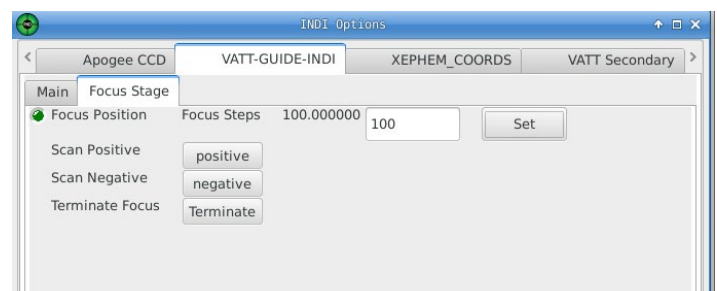 INDI Options
Apogee CCD VATT-GUIDE-INDI XEPHEM_COORDS VATT Secondary
Main Focus Stage
Focus Position Focus Steps 100.000000 100 Set
Scan Positive positive
Scan Negative negative
Terminate Focus Terminate